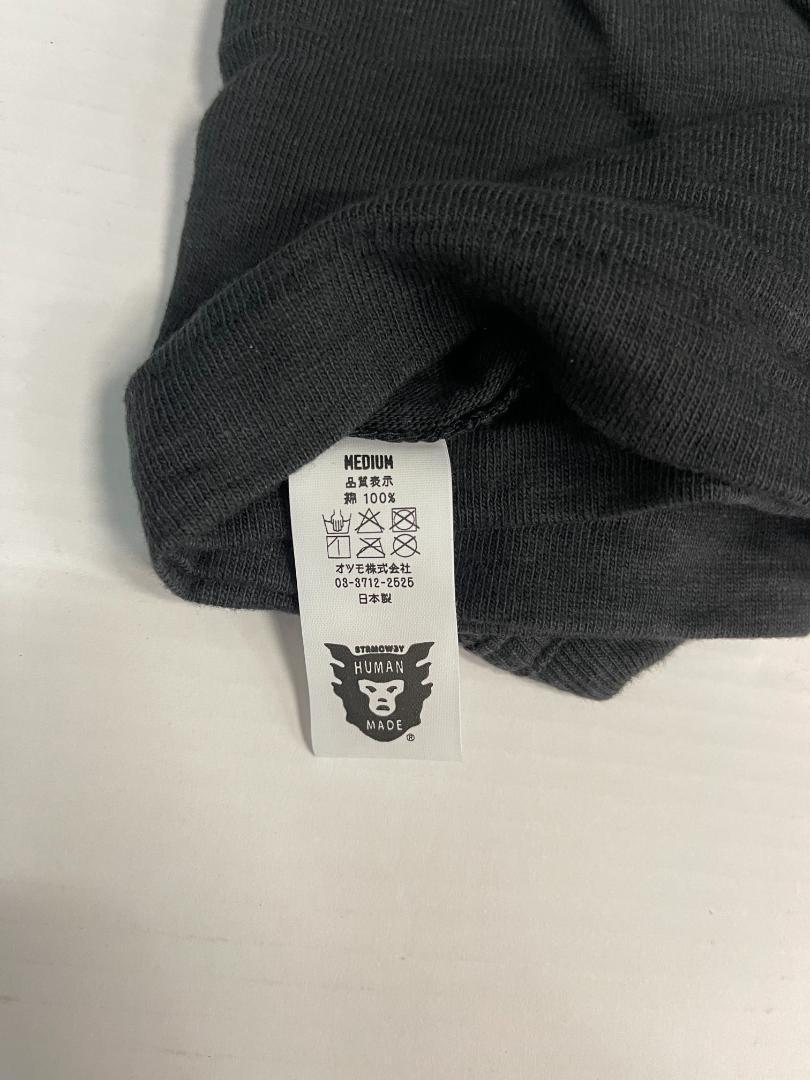 MEDIUM
品質表示
綿 100%
オツモ株式会社
03-3712-2525
日本製
STRMCW3Y
HUMAN
MADE
®